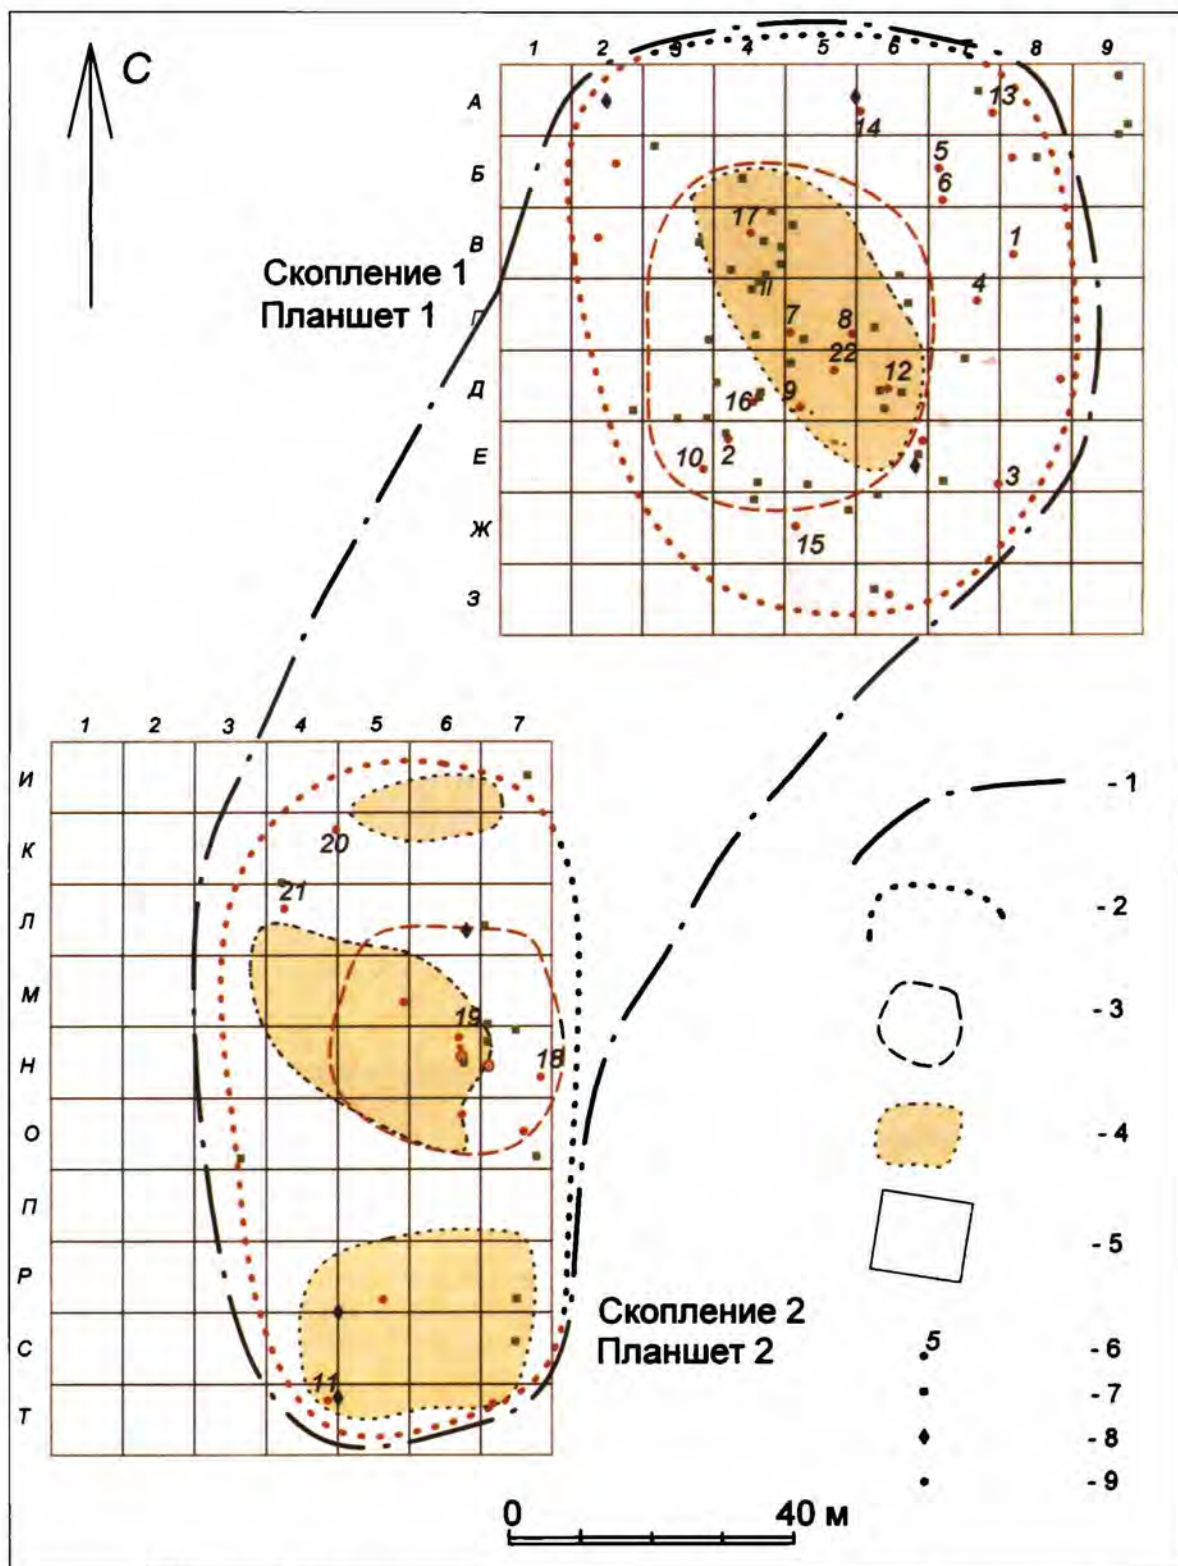 С
1 2 3 4 5 6 7 8 9
А
Б
В
Г
Д
Е
Ж
З
13
14
5
6
17
1
4
11
7
8
22
12
16
9
10
2
3
15
Скопление 1
Планшет 1
1 2 3 4 5 6 7
И
К
Л
М
Н
О
П
Р
С
Т
20
21
19
18
11
Скопление 2
Планшет 2
- 1
- 2
- 3
- 4
- 5
5 - 6
- 7
- 8
- 9
0 40 м